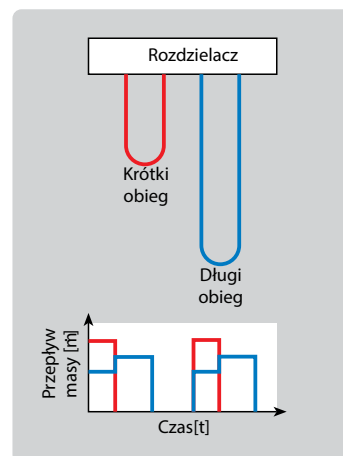 Rozdzielacz
Krótki
obieg
Długi
obieg
Przepływ
masy [ṁ]
Czas[t]